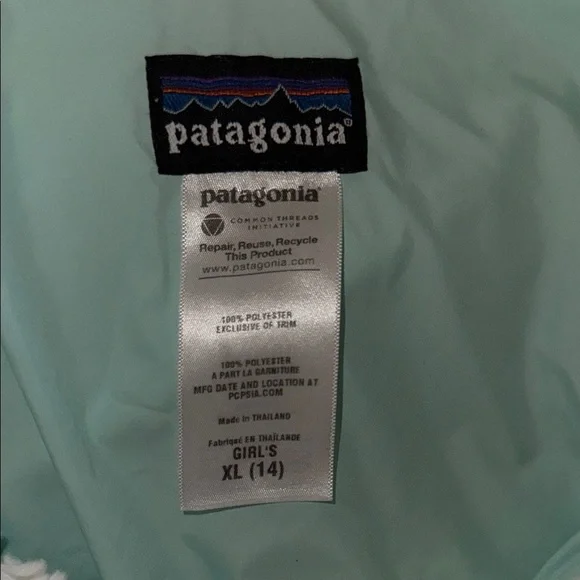 patagonia
patagonia
COMMON THREADS
INITIATIVE
Repair, Reuse, Recycle
This Product
www.patagonia.com
100% POLYESTER
EXCLUSIVE OF TRIM
100% POLYESTER
A PART LA GARNITURE
MFG DATE AND LOCATION AT
PCPSIA.COM
Made in THAILAND
Fabriqué EN THAÏLANDE
GIRL'S
XL (14)